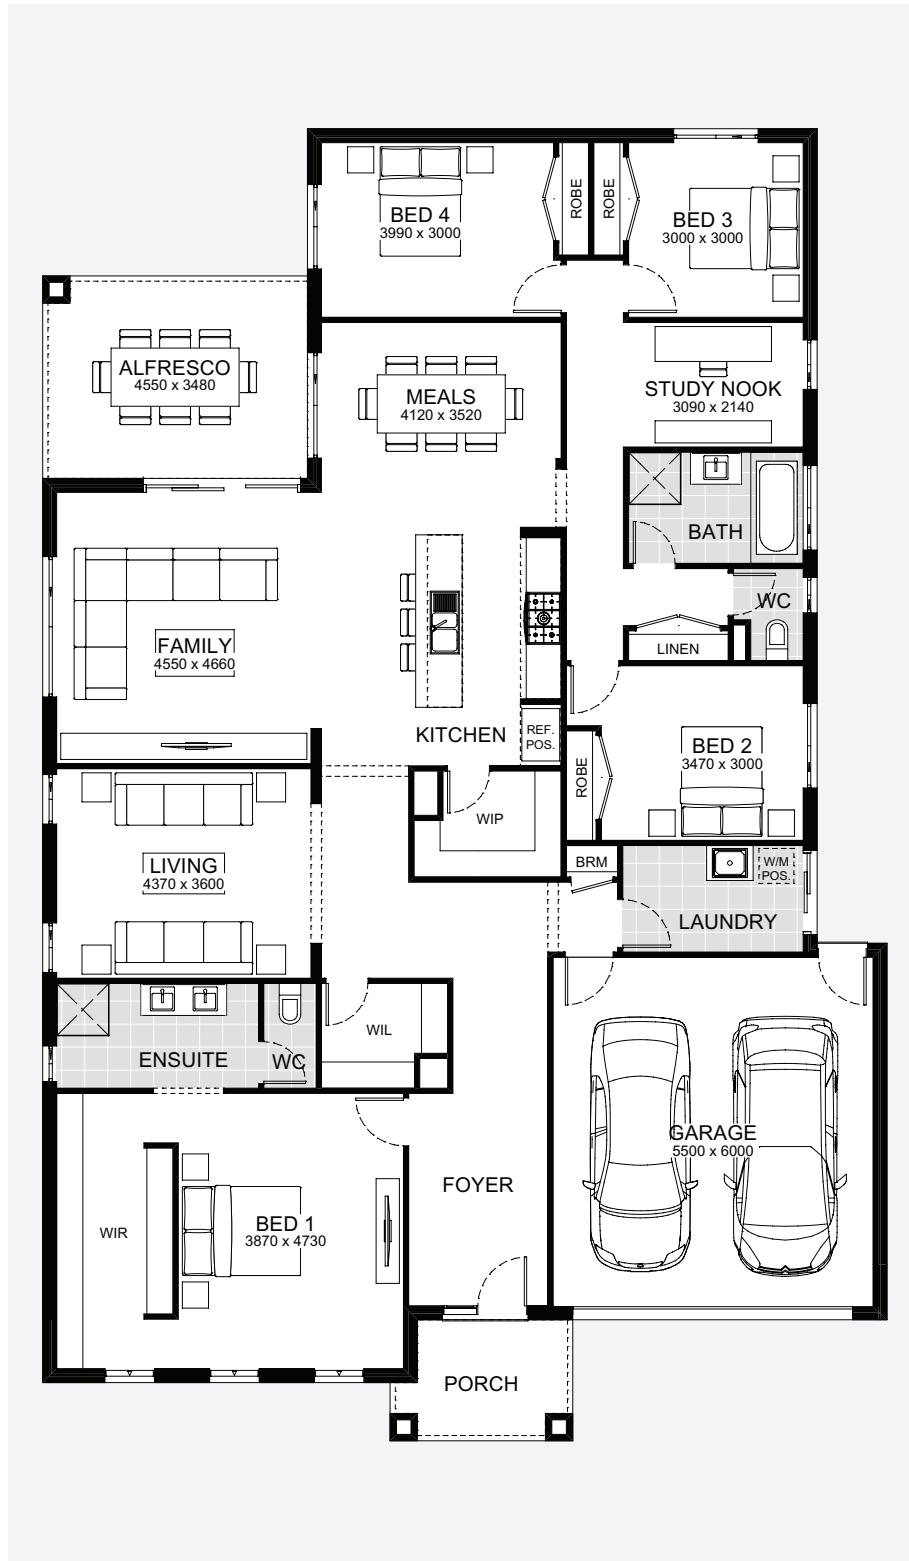 BED 4
3990 x 3000
ROBE
ROBE
BED 3
3000 x 3000
ALFRESCO
4550 x 3480
MEALS
4120 x 3520
STUDY NOOK
3090 x 2140
BATH
WC
LINEN
FAMILY
4550 x 4660
KITCHEN
REF.
POS.
BED 2
3470 x 3000
ROBE
WIP
LIVING
4370 x 3600
BRM
W/M
POS.
LAUNDRY
WIL
ENSUITE
WC
GARAGE
5500 x 6000
FOYER
WIR
BED 1
3870 x 4730
PORCH